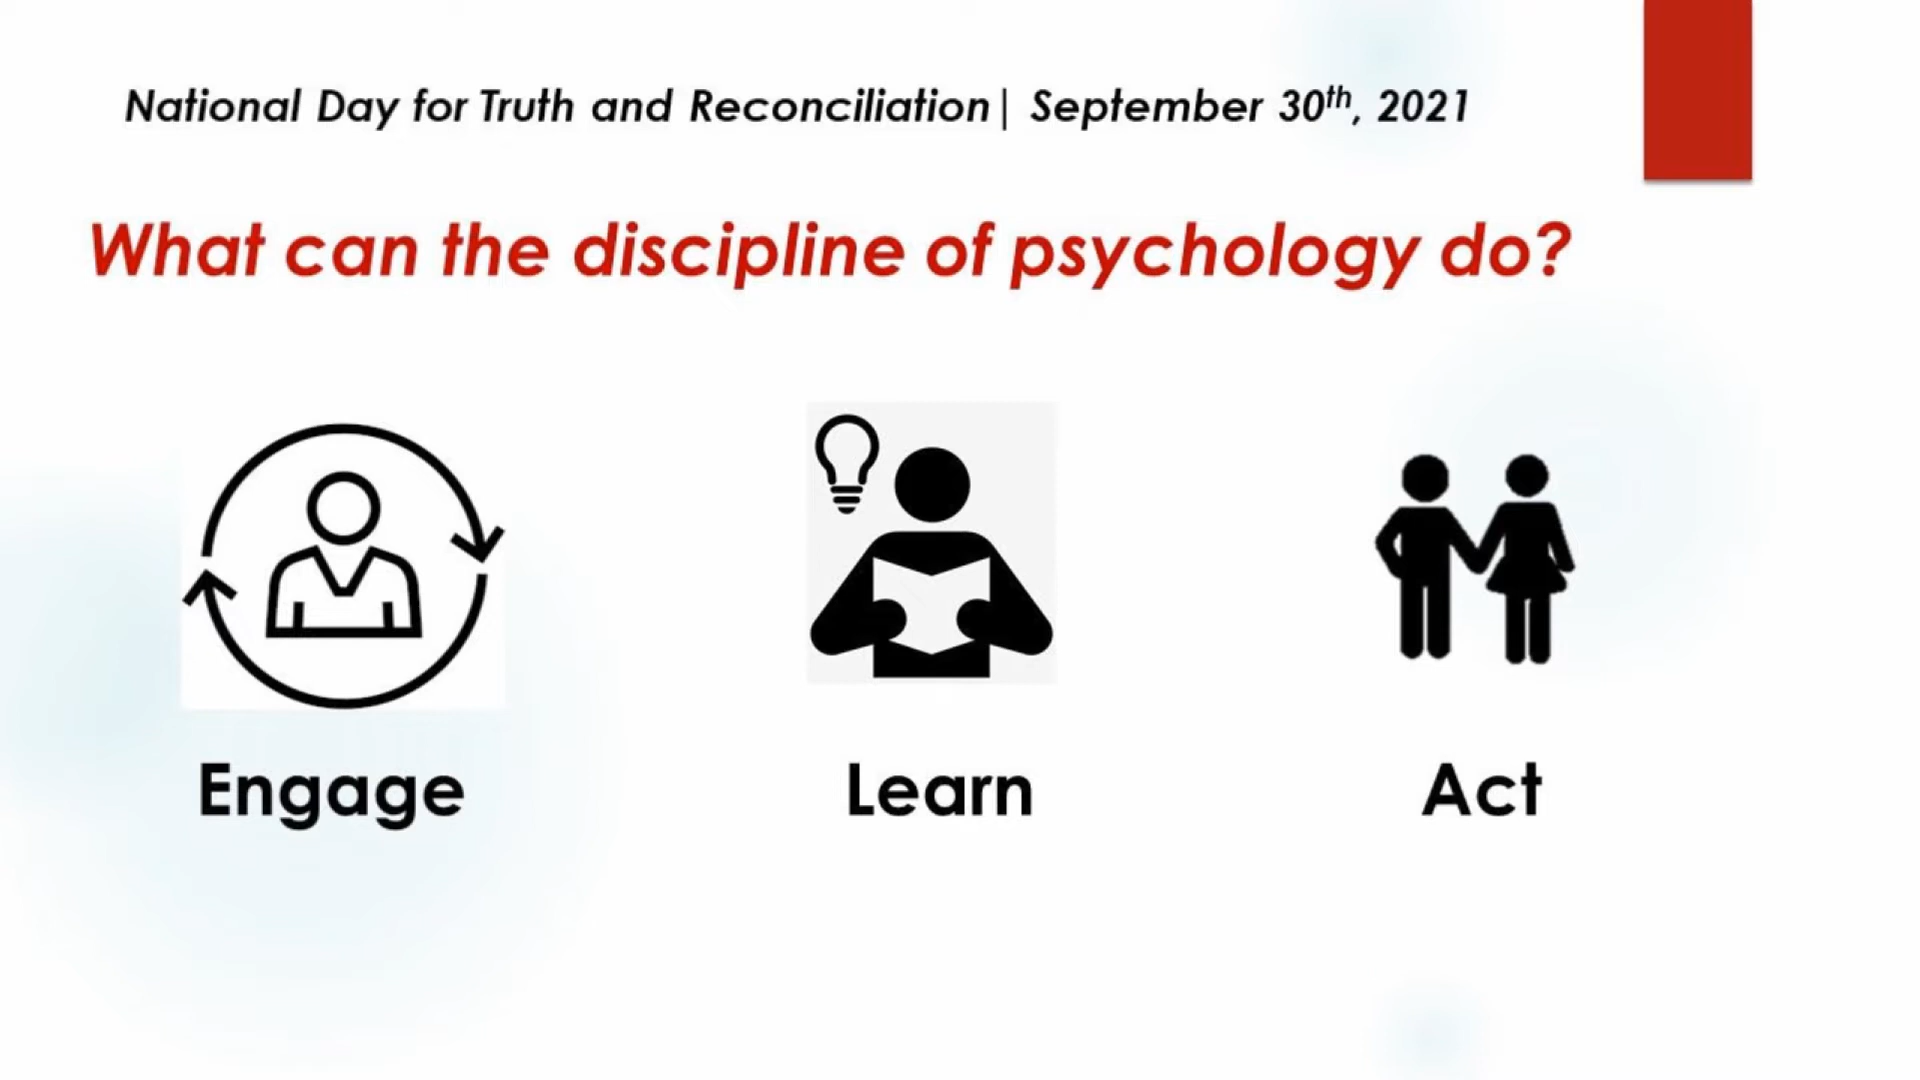 National Day for Truth and Reconciliation| September 30th, 2021
What can the discipline of psychology do?
Engage
Learn
Act